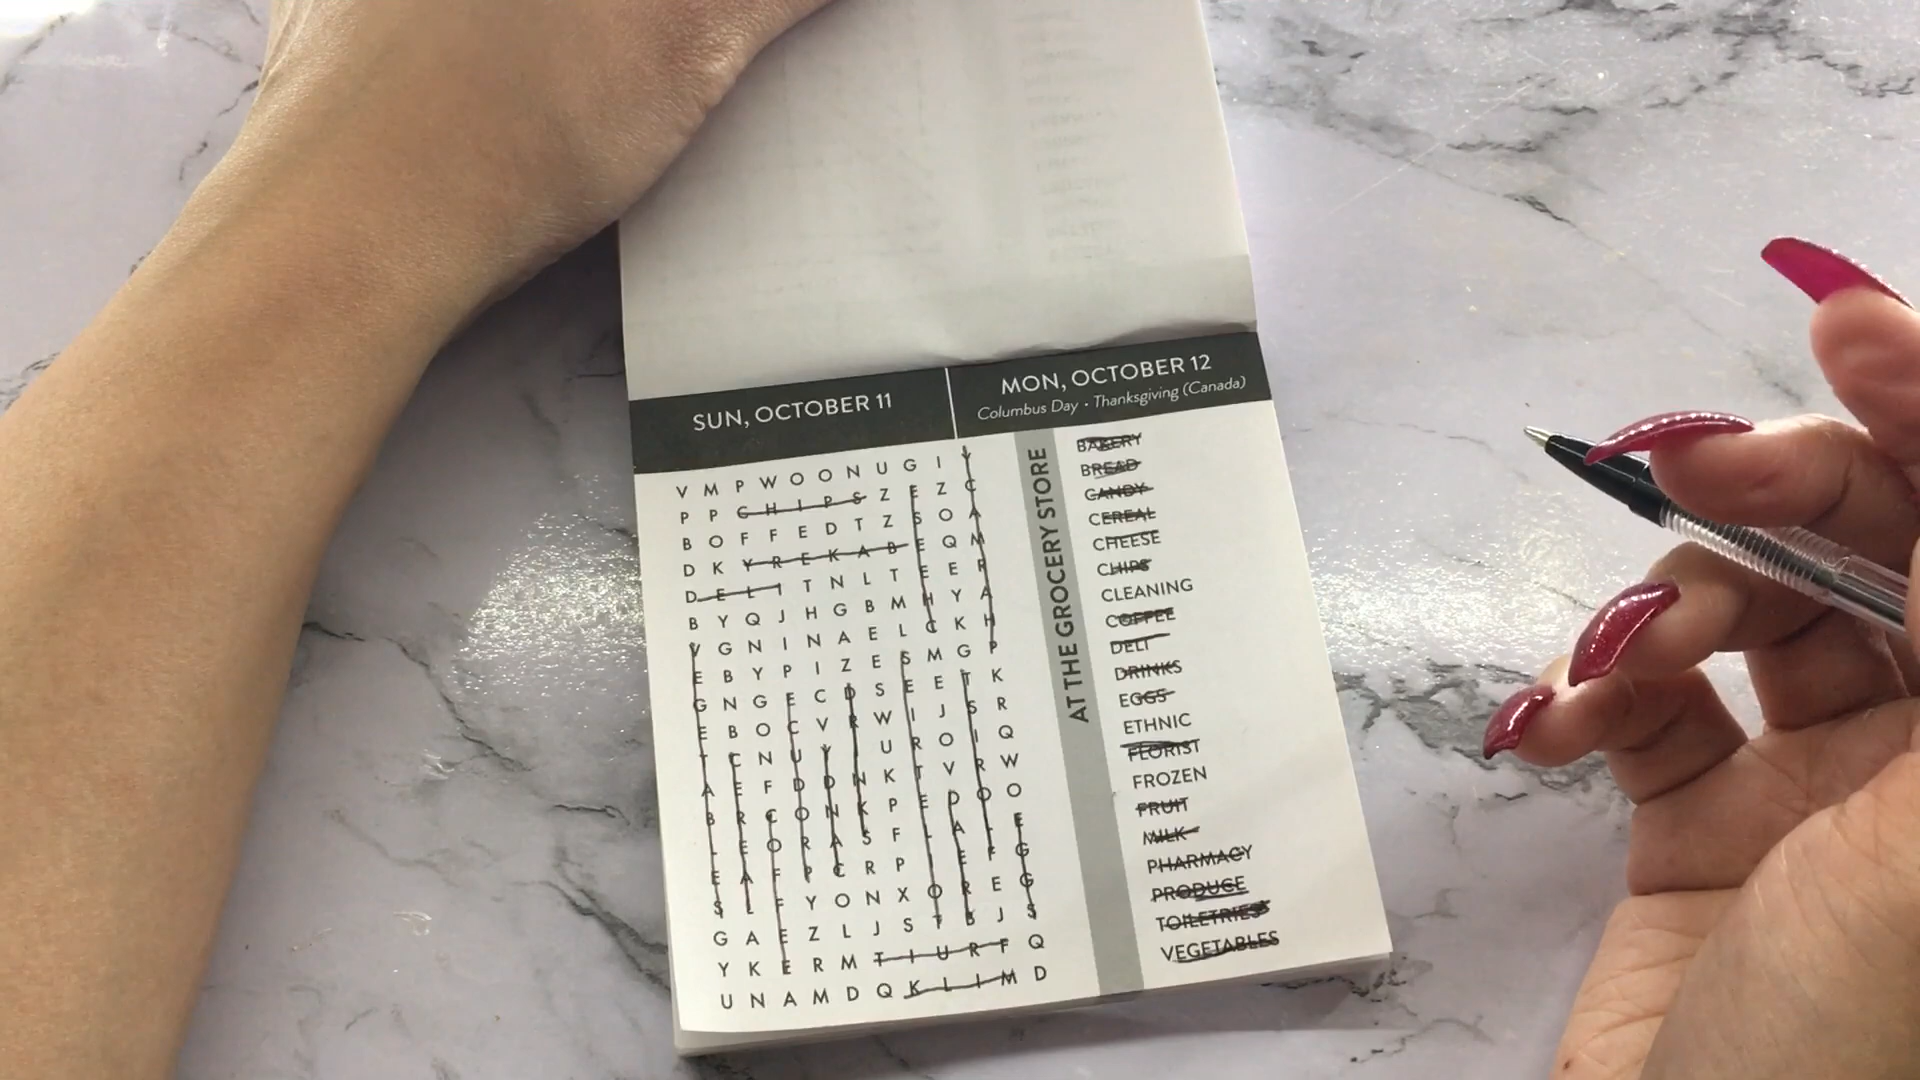 SUN, OCTOBER 11
MON, OCTOBER 12
Columbus Day • Thanksgiving (Canada)
V M P W O O N U G I Y
P P C H I P S Z E Z C
B O F F E D T Z S O A
D K Y R E K A B E Q M
D E L I T N L T E E R
B Y Q J H G B M H Y A
V G N I N A E L C K H
E B Y P I Z E S M G P
G N G E C D S E E T K
E B O C V R W I J S R
T C N U Y I U R O I Q
A E F D D N K T V R W
B R C O N K P E D O O
L E O R A S F L A L E
E A F P C R P I E F G
S L F Y O N X O R E G
G A E Z L J S T B J S
Y K E R M T I U R F Q
U N A M D Q K L I M D
AT THE GROCERY STORE
BAKERY
BREAD
CANDY
CEREAL
CHEESE
CHIPS
CLEANING
COFFEE
DELI
DRINKS
EGGS
ETHNIC
FLORIST
FROZEN
FRUIT
MILK
PHARMACY
PRODUCE
TOILETRIES
VEGETABLES